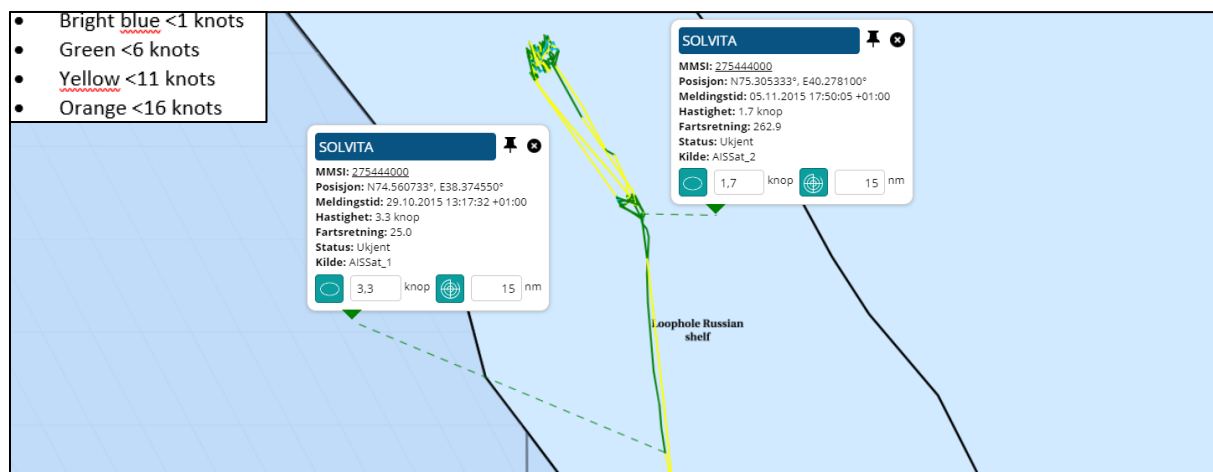 • Bright blue <1 knots
• Green <6 knots
• Yellow <11 knots
• Orange <16 knots
SOLVITA
MMSI: 275444000
Posisjon: N75.305333°, E40.278100°
Meldingstid: 05.11.2015 17:50:05 +01:00
Hastighet: 1.7 knop
Fartsretning: 262.9
Status: Ukjent
Kilde: AISSat_2
1,7 knop 15 nm
SOLVITA
MMSI: 275444000
Posisjon: N74.560733°, E38.374550°
Meldingstid: 29.10.2015 13:17:32 +01:00
Hastighet: 3.3 knop
Fartsretning: 25.0
Status: Ukjent
Kilde: AISSat_1
3,3 knop 15 nm
Loophole Russian
shelf